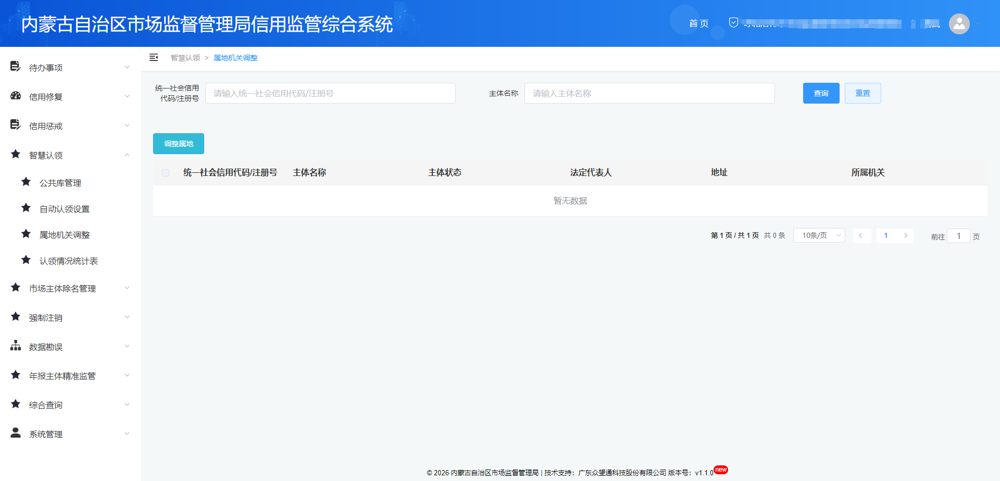 内蒙古自治区市场监督管理局信用监管综合系统
首页
待办事项
信用修复
信用惩戒
智慧认领
公共库管理
自动认领设置
属地机关调整
认领情况统计表
市场主体除名管理
强制注销
数据勘误
年报主体精准监管
综合查询
系统管理
智慧认领 > 属地机关调整
统一社会信用
代码/注册号
请输入统一社会信用代码/注册号
主体名称
请输入主体名称
查询
重置
调整属地
统一社会信用代码/注册号 主体名称 主体状态 法定代表人 地址 所属机关
暂无数据
第 1 页 / 共 1 页 共 0 条 10条/页 1 前往 1 页
© 2026 内蒙古自治区市场监督管理局 | 技术支持：广东众望通科技股份有限公司 版本号：v1.1.0 new